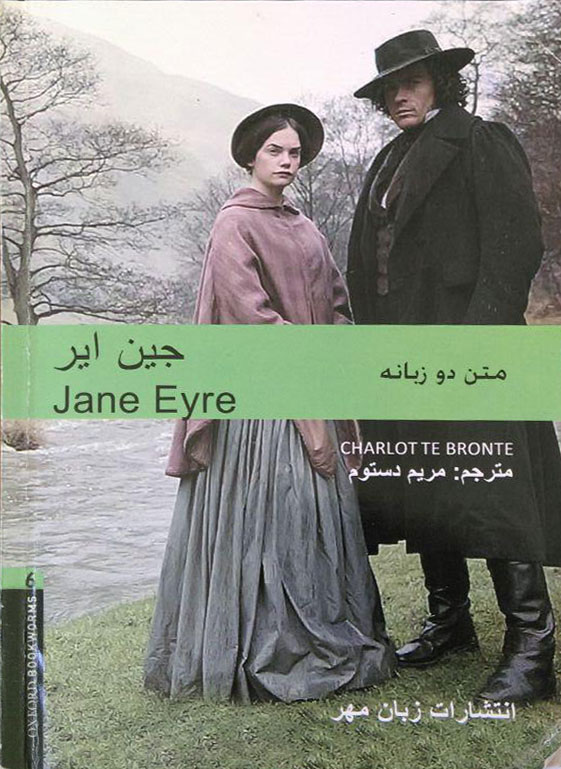 جین ایر
Jane Eyre
متن دو زبانه
CHARLOTTE BRONTE
مترجم: مریم دستوم
انتشارات زبان مهر
6
OXFORD BOOKWORMS